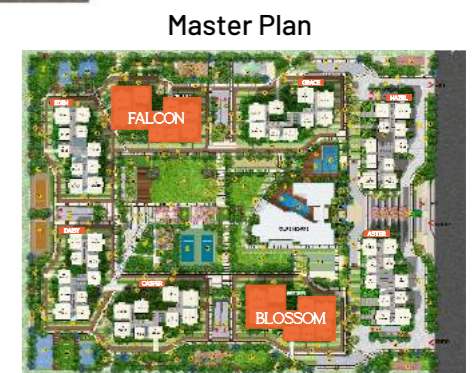 Master Plan
GRACE
EDEN
HAZEL
FALCON
DAISY
ASTER
CASPER
BLOSSOM